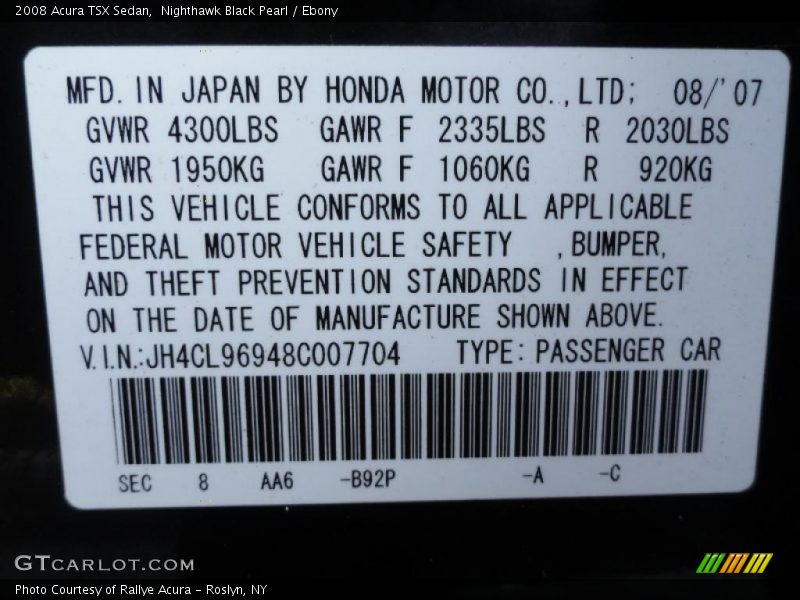 2008 Acura TSX Sedan,  Nighthawk Black Pearl / Ebony
MFD. IN JAPAN BY HONDA MOTOR CO.,LTD; 08/'07
GVWR 4300LBS GAWR F 2335LBS R 2030LBS
GVWR 1950KG GAWR F 1060KG R 920KG
THIS VEHICLE CONFORMS TO ALL APPLICABLE
FEDERAL MOTOR VEHICLE SAFETY ,BUMPER,
AND THEFT PREVENTION STANDARDS IN EFFECT
ON THE DATE OF MANUFACTURE SHOWN ABOVE.
V.I.N.:JH4CL96948C007704 TYPE: PASSENGER CAR
SEC 8 AA6 -B92P -A -C
GTCARLOT.COM
Photo Courtesy of Rallye Acura – Roslyn, NY